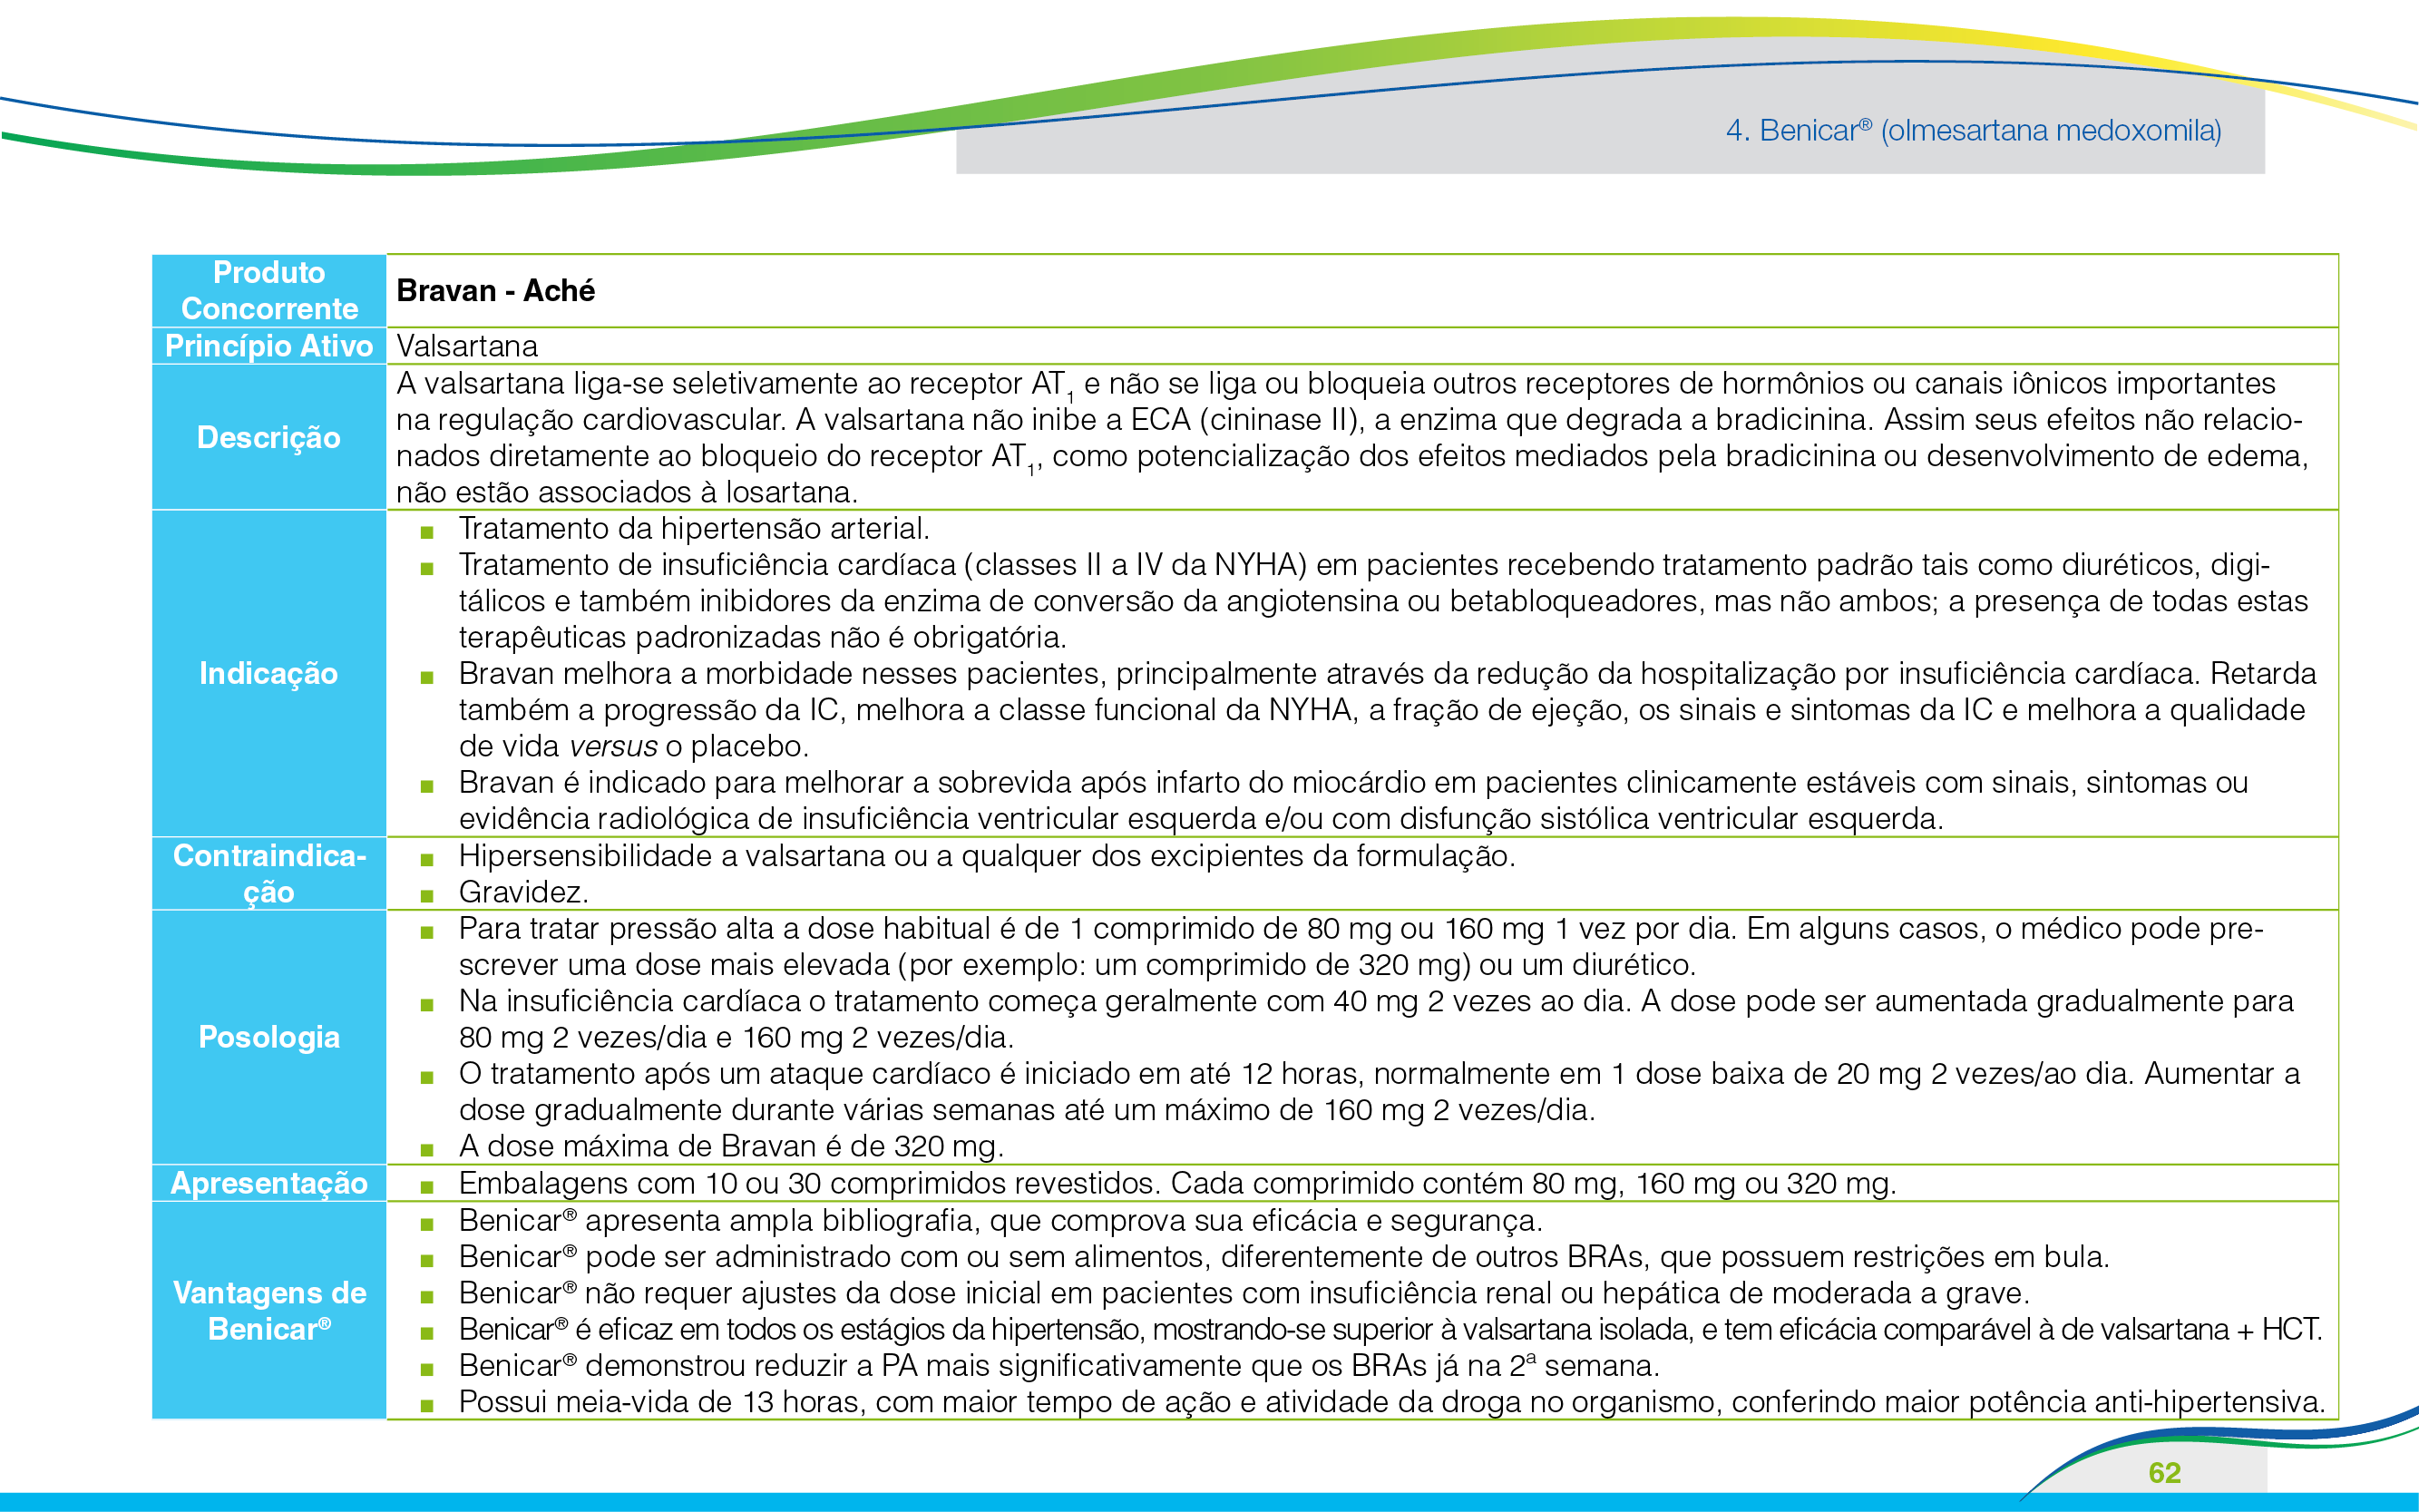 4. Benicar® (olmesartana medoxomila)
Produto
Concorrente
Bravan - Aché
Princípio Ativo
Valsartana
Descrição
A valsartana liga-se seletivamente ao receptor AT1 e não se liga ou bloqueia outros receptores de hormônios ou canais iônicos importantes
na regulação cardiovascular. A valsartana não inibe a ECA (cininase II), a enzima que degrada a bradicinina. Assim seus efeitos não relacio-
nados diretamente ao bloqueio do receptor AT1, como potencialização dos efeitos mediados pela bradicinina ou desenvolvimento de edema,
não estão associados à losartana.
Indicação
■ Tratamento da hipertensão arterial.
■ Tratamento de insuficiência cardíaca (classes II a IV da NYHA) em pacientes recebendo tratamento padrão tais como diuréticos, digi-
tálicos e também inibidores da enzima de conversão da angiotensina ou betabloqueadores, mas não ambos; a presença de todas estas
terapêuticas padronizadas não é obrigatória.
■ Bravan melhora a morbidade nesses pacientes, principalmente através da redução da hospitalização por insuficiência cardíaca. Retarda
também a progressão da IC, melhora a classe funcional da NYHA, a fração de ejeção, os sinais e sintomas da IC e melhora a qualidade
de vida versus o placebo.
■ Bravan é indicado para melhorar a sobrevida após infarto do miocárdio em pacientes clinicamente estáveis com sinais, sintomas ou
evidência radiológica de insuficiência ventricular esquerda e/ou com disfunção sistólica ventricular esquerda.
Contraindica-
ção
■ Hipersensibilidade a valsartana ou a qualquer dos excipientes da formulação.
■ Gravidez.
Posologia
■ Para tratar pressão alta a dose habitual é de 1 comprimido de 80 mg ou 160 mg 1 vez por dia. Em alguns casos, o médico pode pre-
screver uma dose mais elevada (por exemplo: um comprimido de 320 mg) ou um diurético.
■ Na insuficiência cardíaca o tratamento começa geralmente com 40 mg 2 vezes ao dia. A dose pode ser aumentada gradualmente para
80 mg 2 vezes/dia e 160 mg 2 vezes/dia.
■ O tratamento após um ataque cardíaco é iniciado em até 12 horas, normalmente em 1 dose baixa de 20 mg 2 vezes/ao dia. Aumentar a
dose gradualmente durante várias semanas até um máximo de 160 mg 2 vezes/dia.
■ A dose máxima de Bravan é de 320 mg.
Apresentação
■ Embalagens com 10 ou 30 comprimidos revestidos. Cada comprimido contém 80 mg, 160 mg ou 320 mg.
Vantagens de
Benicar®
■ Benicar® apresenta ampla bibliografia, que comprova sua eficácia e segurança.
■ Benicar® pode ser administrado com ou sem alimentos, diferentemente de outros BRAs, que possuem restrições em bula.
■ Benicar® não requer ajustes da dose inicial em pacientes com insuficiência renal ou hepática de moderada a grave.
■ Benicar® é eficaz em todos os estágios da hipertensão, mostrando-se superior à valsartana isolada, e tem eficácia comparável à de valsartana + HCT.
■ Benicar® demonstrou reduzir a PA mais significativamente que os BRAs já na 2ª semana.
■ Possui meia-vida de 13 horas, com maior tempo de ação e atividade da droga no organismo, conferindo maior potência anti-hipertensiva.
62